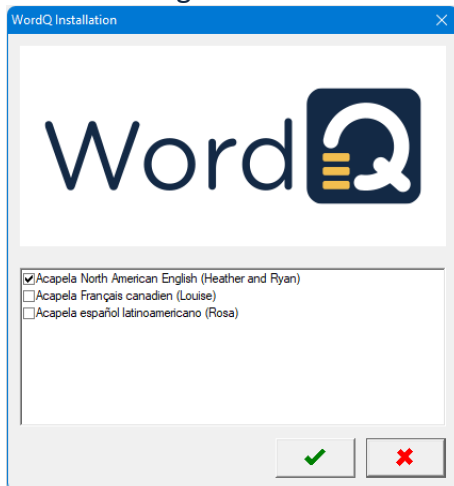 WordQ Installation
WordQ
Acapela North American English (Heather and Ryan)
Acapela Français canadien (Louise)
Acapela español latinoamericano (Rosa)